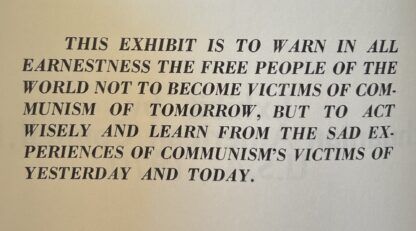 THIS EXHIBIT IS TO WARN IN ALL
EARNESTNESS THE FREE PEOPLE OF THE
WORLD NOT TO BECOME VICTIMS OF COM-
MUNISM OF TOMORROW, BUT TO ACT
WISELY AND LEARN FROM THE SAD EX-
PERIENCES OF COMMUNISM'S VICTIMS OF
YESTERDAY AND TODAY.